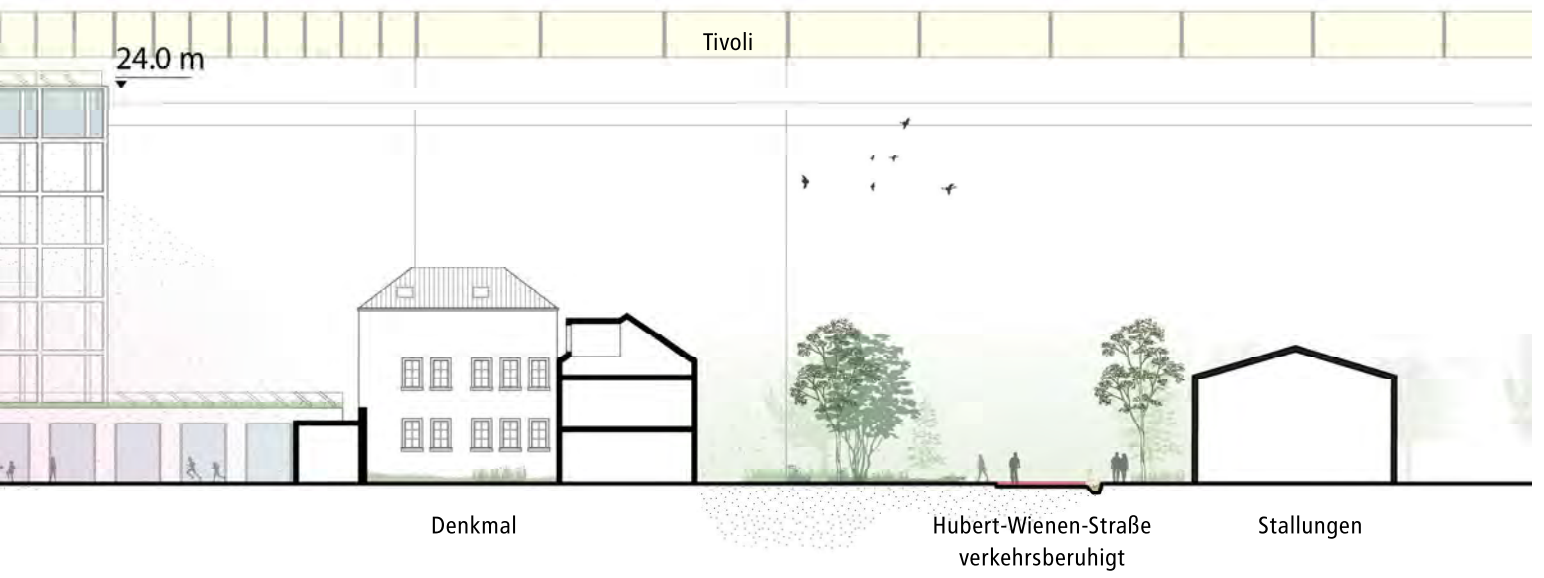 Tivoli
24.0 m
Denkmal
Hubert-Wienen-Straße
verkehrsberuhigt
Stallungen